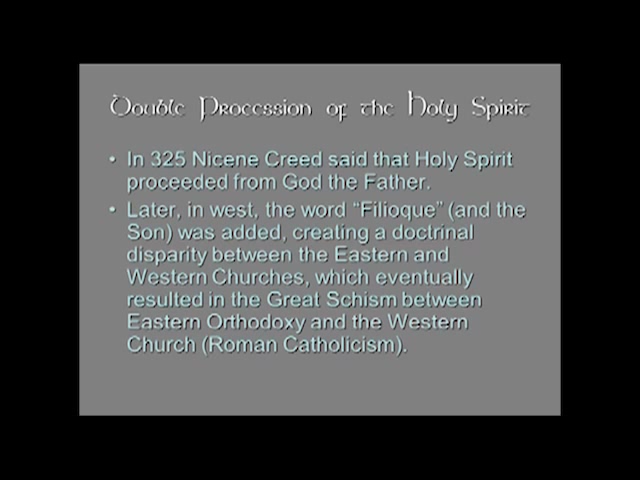 Double Procession of the Holy Spirit
• In 325 Nicene Creed said that Holy Spirit
proceeded from God the Father.
• Later, in west, the word “Filioque” (and the
Son) was added, creating a doctrinal
disparity between the Eastern and
Western Churches, which eventually
resulted in the Great Schism between
Eastern Orthodoxy and the Western
Church (Roman Catholicism).